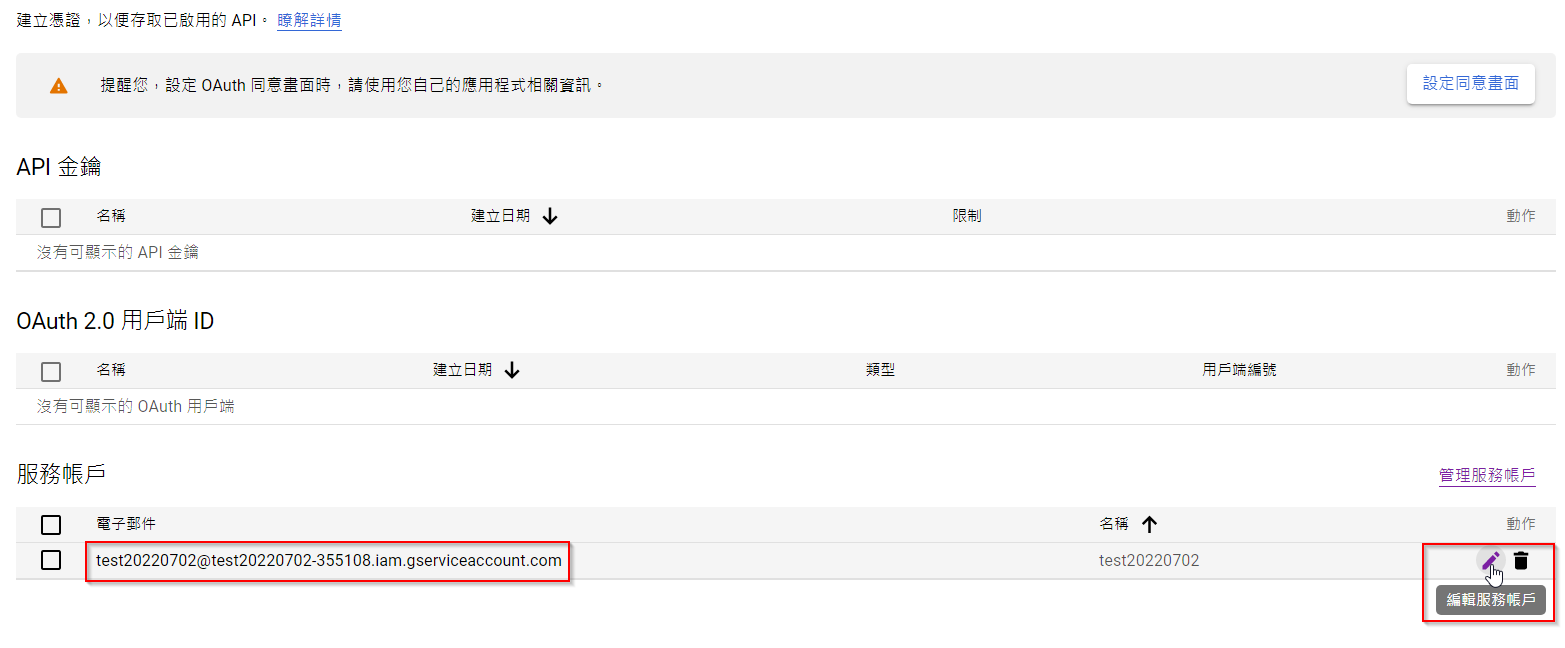 建立憑證，以便存取已啟用的 API。 瞭解詳情
提醒您，設定 OAuth 同意畫面時，請使用您自己的應用程式相關資訊。
設定同意畫面
API 金鑰
名稱 建立日期 限制 動作
沒有可顯示的 API 金鑰
OAuth 2.0 用戶端 ID
名稱 建立日期 類型 用戶端編號 動作
沒有可顯示的 OAuth 用戶端
服務帳戶
管理服務帳戶
電子郵件 名稱 動作
test20220702@test20220702-355108.iam.gserviceaccount.com test20220702
編輯服務帳戶